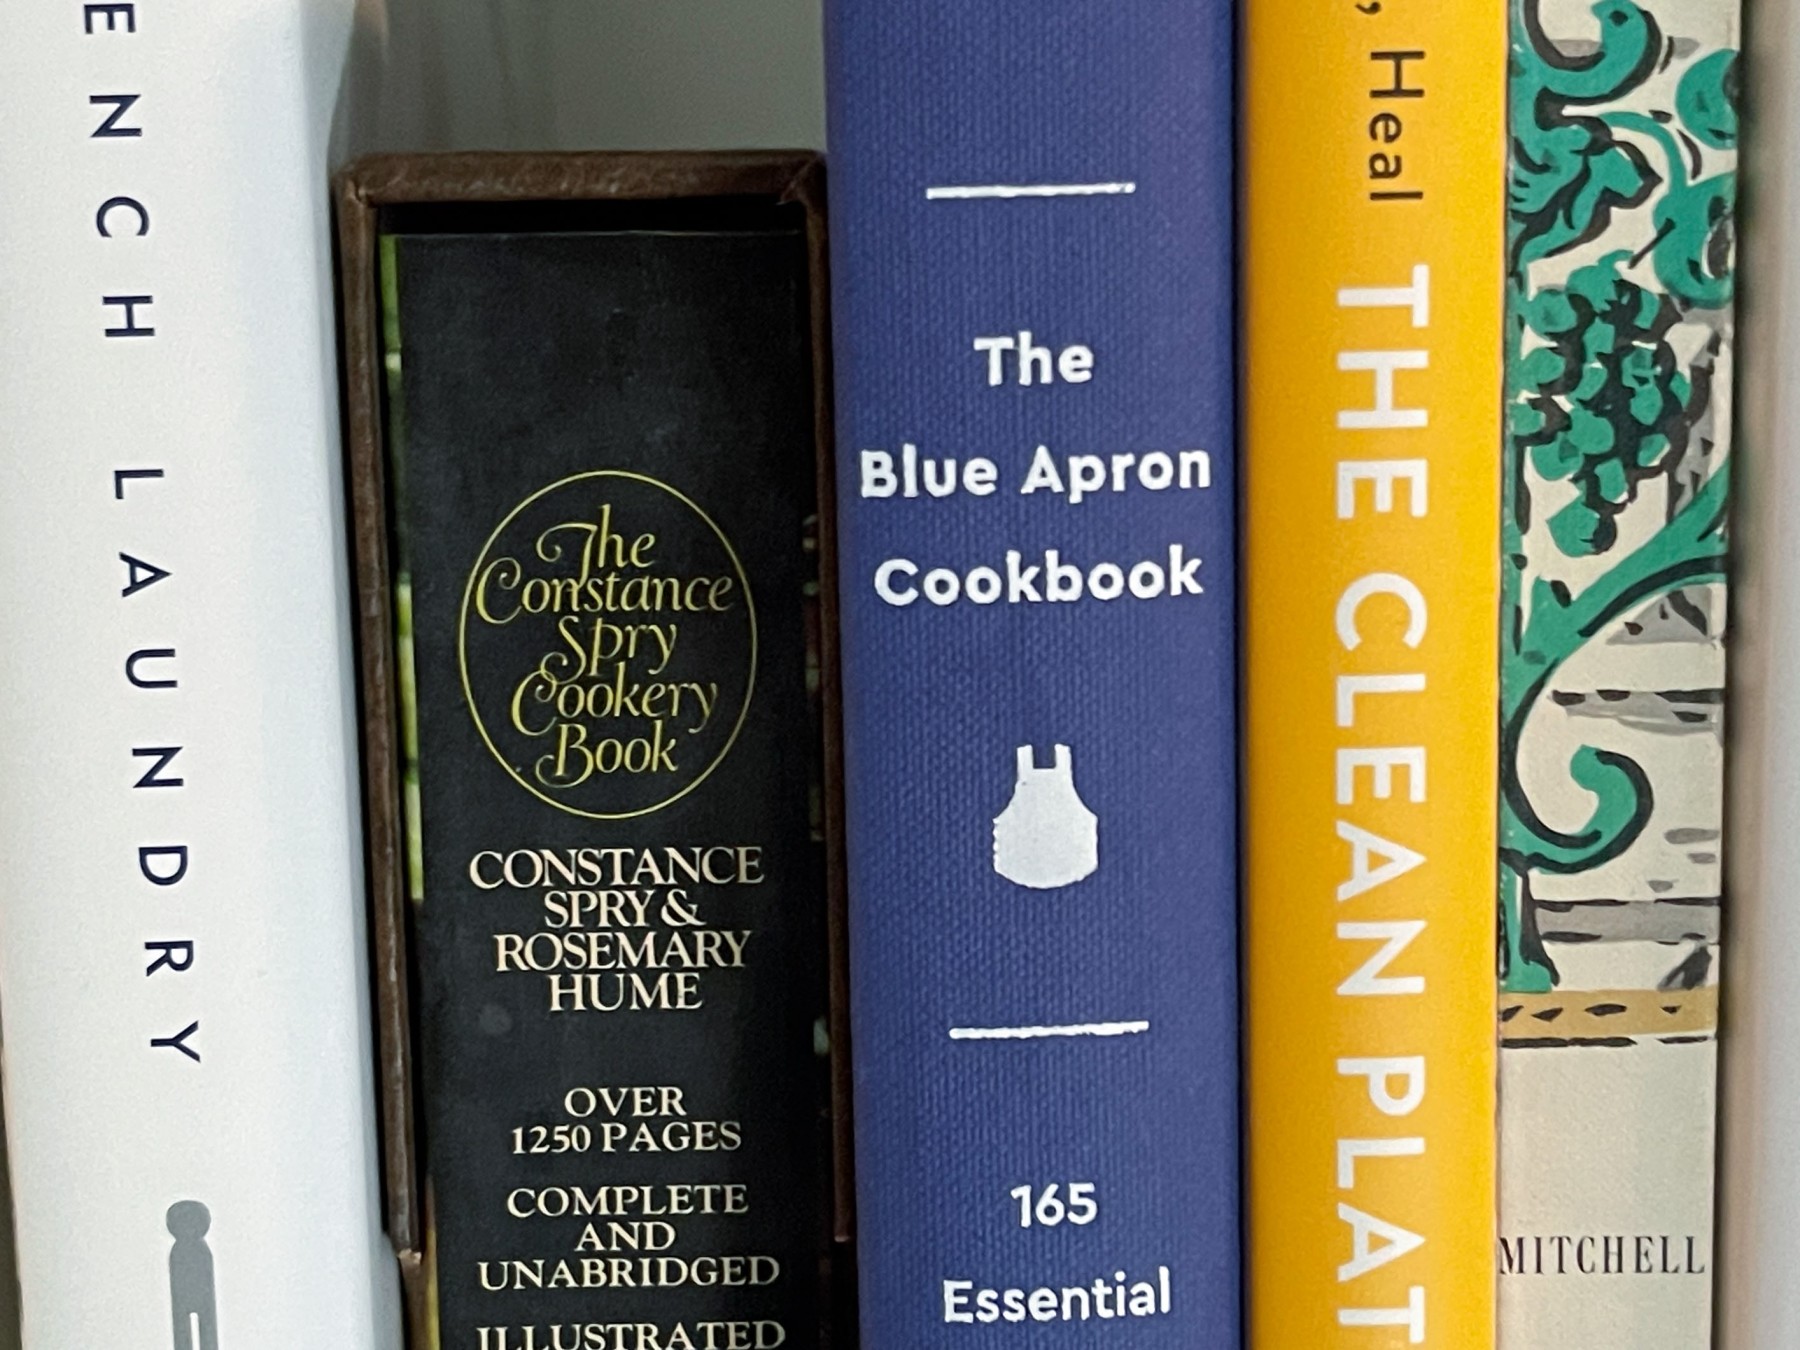 ENCH LAUNDRY
The
Constance
Spry
Cookery
Book
CONSTANCE
SPRY &
ROSEMARY
HUME
OVER
1250 PAGES
COMPLETE
AND
UNABRIDGED
ILLUSTRATED
The
Blue Apron
Cookbook
165
Essential
, Heal
THE CLEAN PLAT
MITCHELL